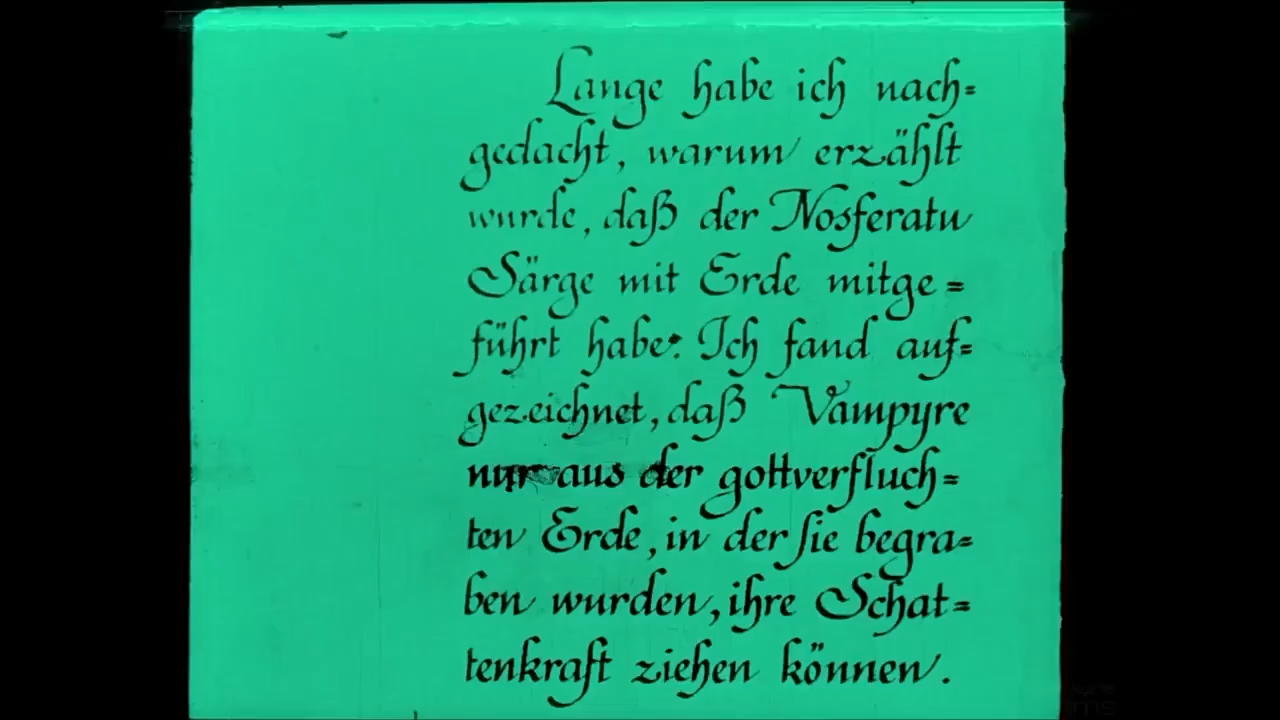 Lange habe ich nach=
gedacht, warum erzählt
wurde, daß der Nosferatu
Särge mit Erde mitge=
führt habe. Ich fand auf=
gezeichnet, daß Vampyre
nur aus der gottverfluch=
ten Erde, in der sie begra=
ben wurden, ihre Schat=
tenkraft ziehen können.